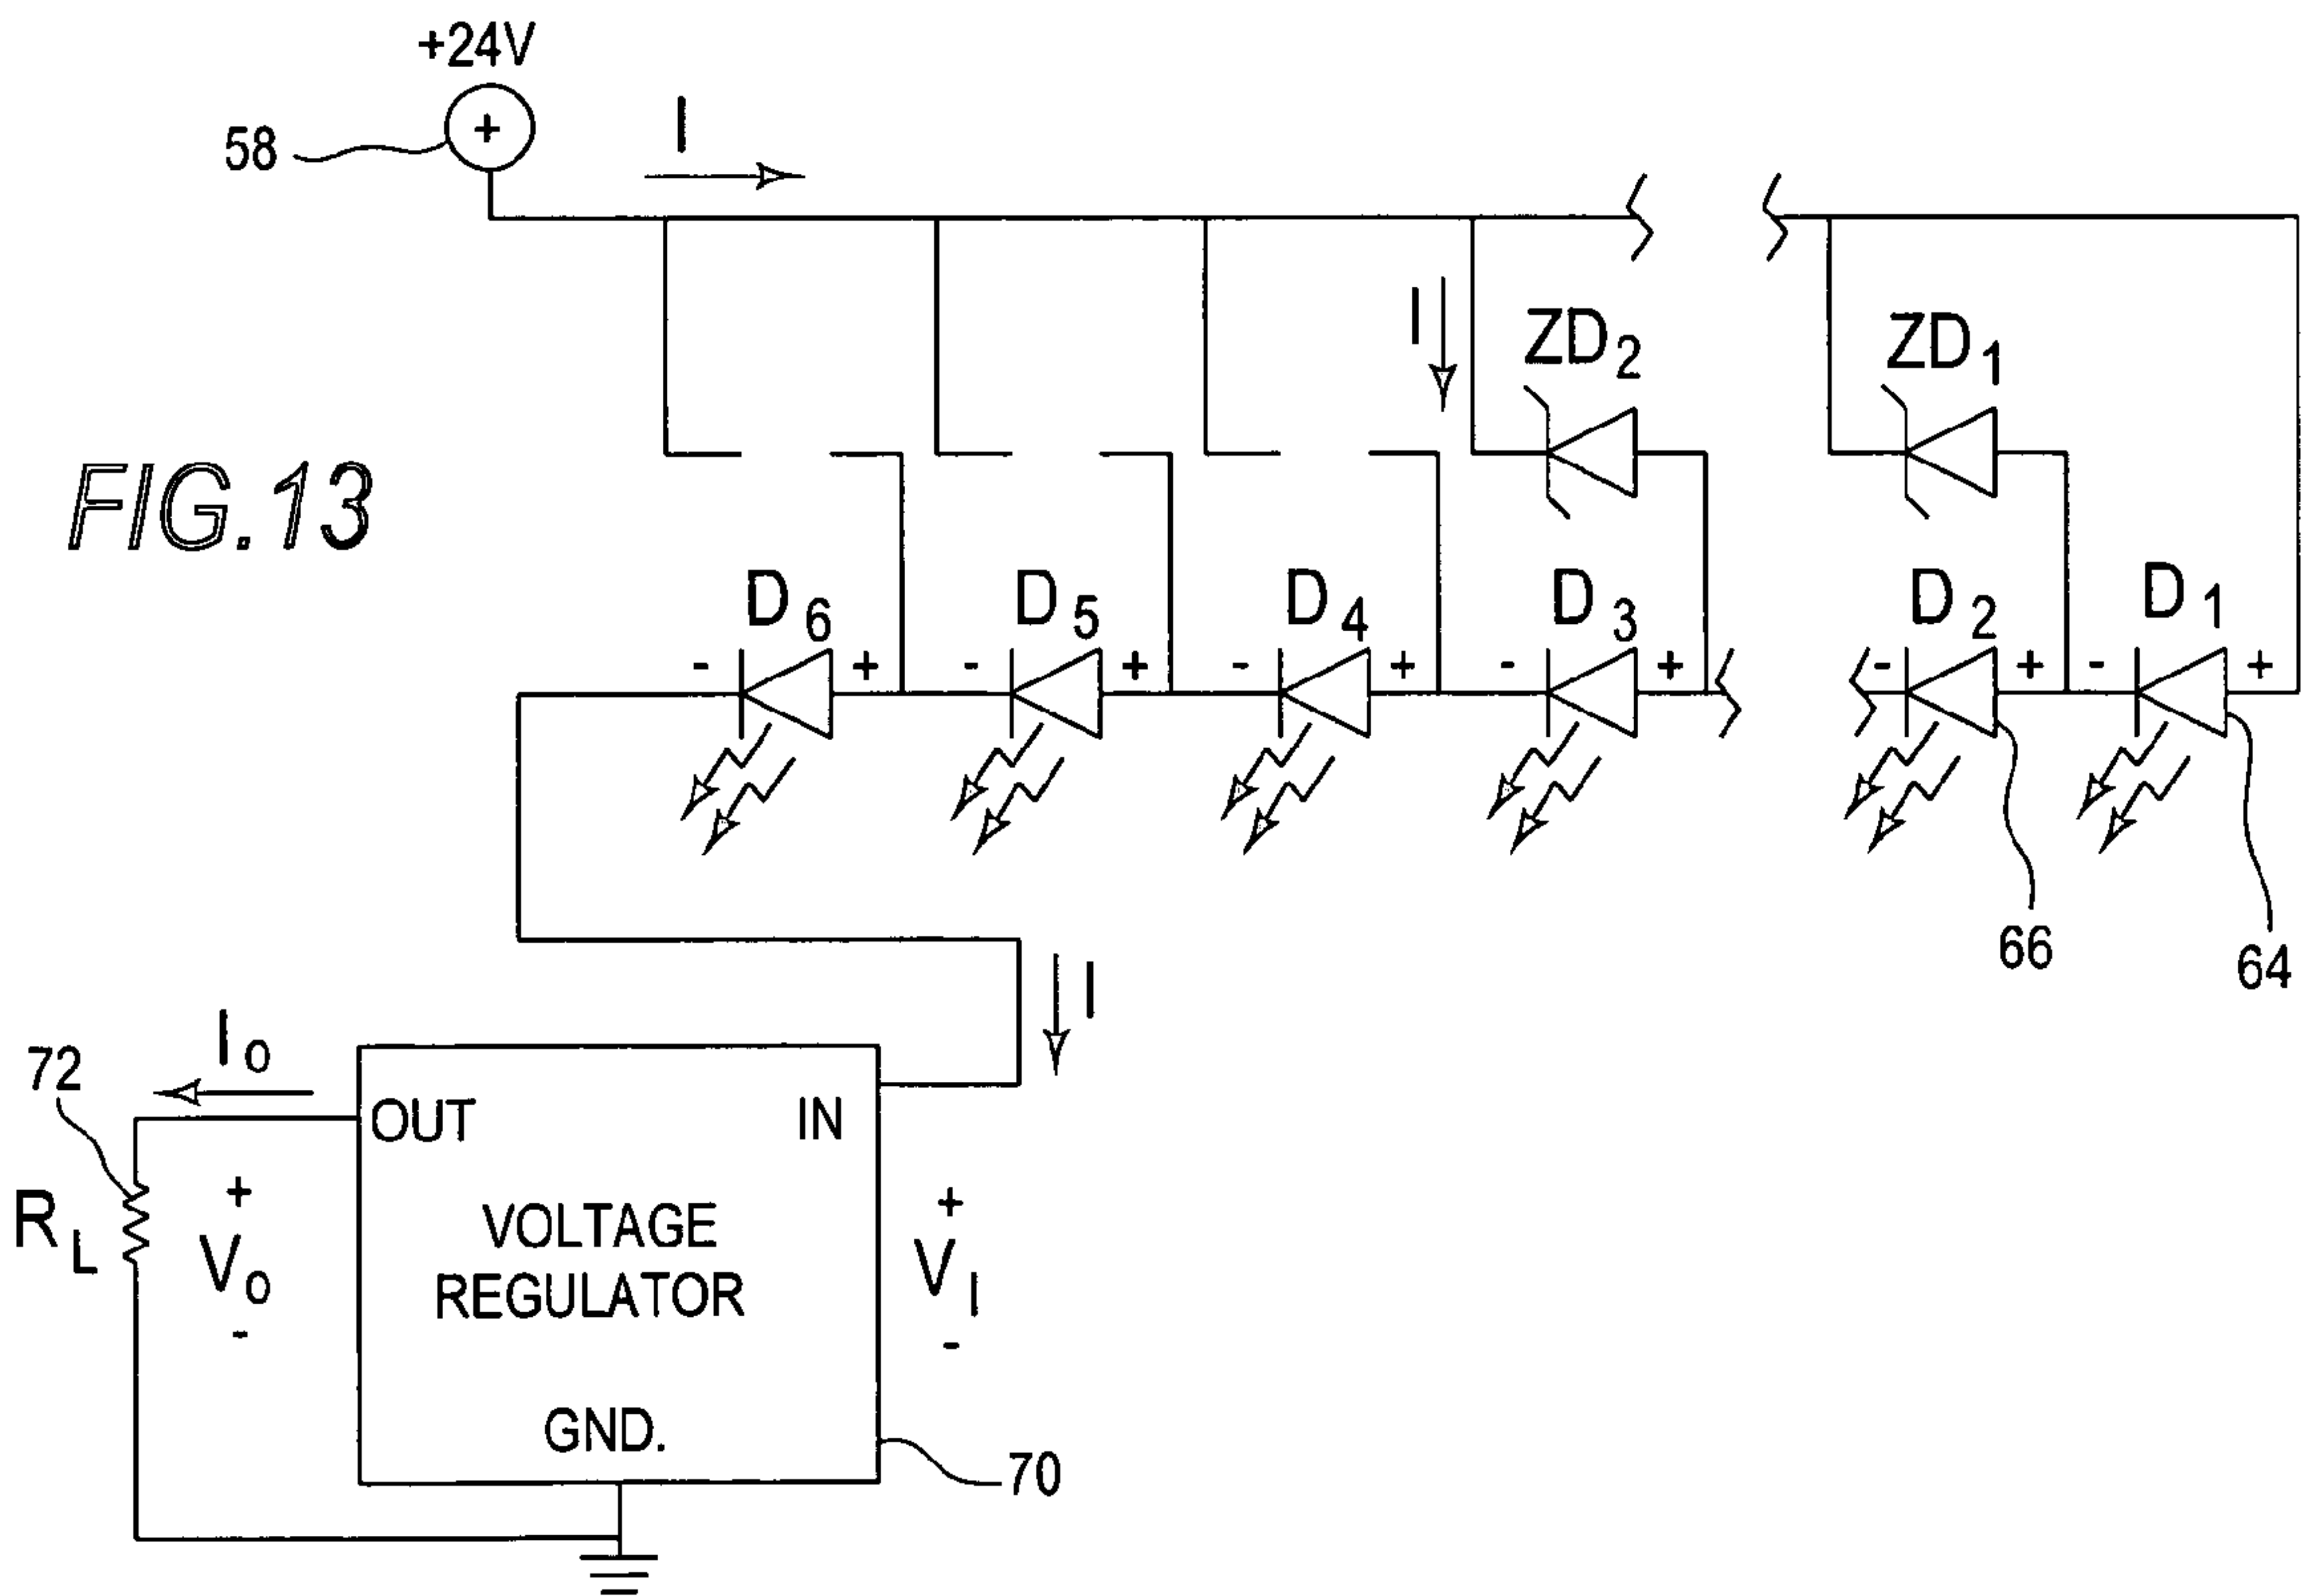 +24V
+
58
I
I
ZD2
ZD1
FIG.13
D6
D5
D4
D3
D2
D1
- + - + - + - + - + - +
66
64
I
72
IO
OUT
IN
RL
+
VO
-
VOLTAGE
REGULATOR
+
VI
-
GND.
70